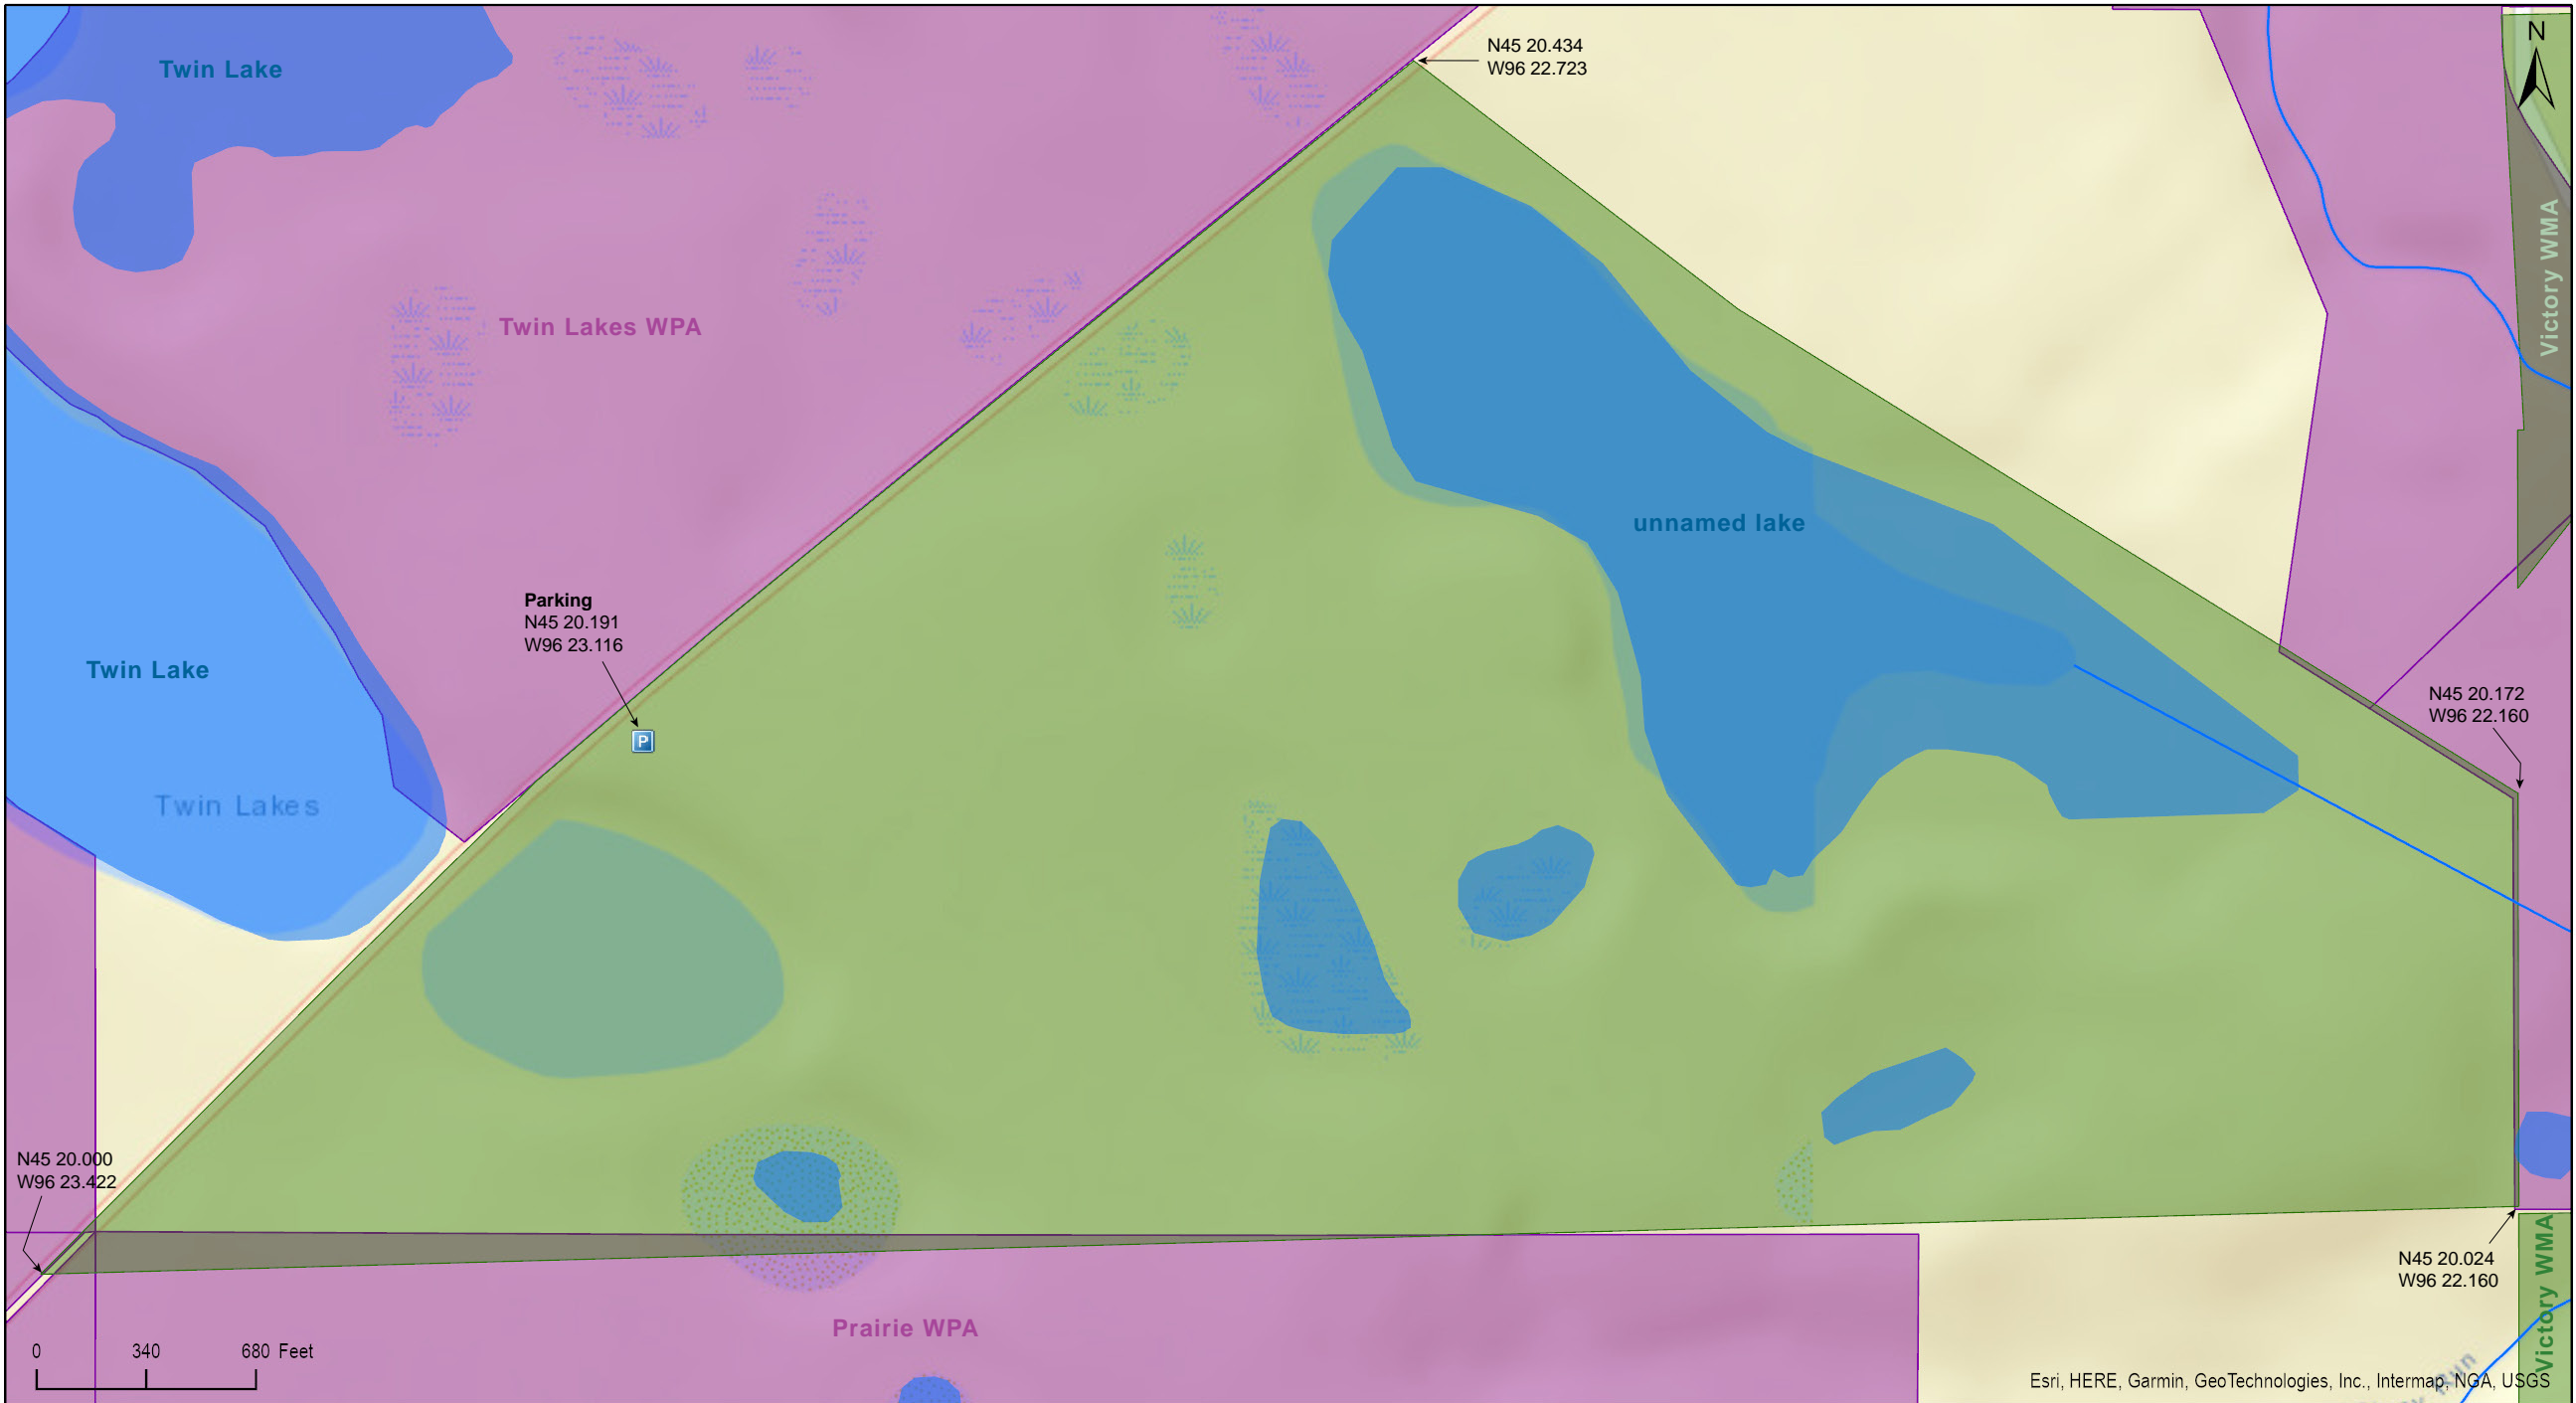 N
Twin Lake
N45 20.434
W96 22.723
Victory WMA
Twin Lakes WPA
unnamed lake
Parking
N45 20.191
W96 23.116
P
Twin Lake
N45 20.172
W96 22.160
Twin Lakes
N45 20.000
W96 23.422
N45 20.024
W96 22.160
Victory WMA
Prairie WPA
0 340 680 Feet
Run
Esri, HERE, Garmin, GeoTechnologies, Inc., Intermap, NGA, USGS